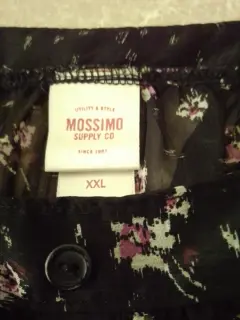 UTILITY & STYLE
MOSSIMO
SUPPLY CO
SINCE 1987
XXL